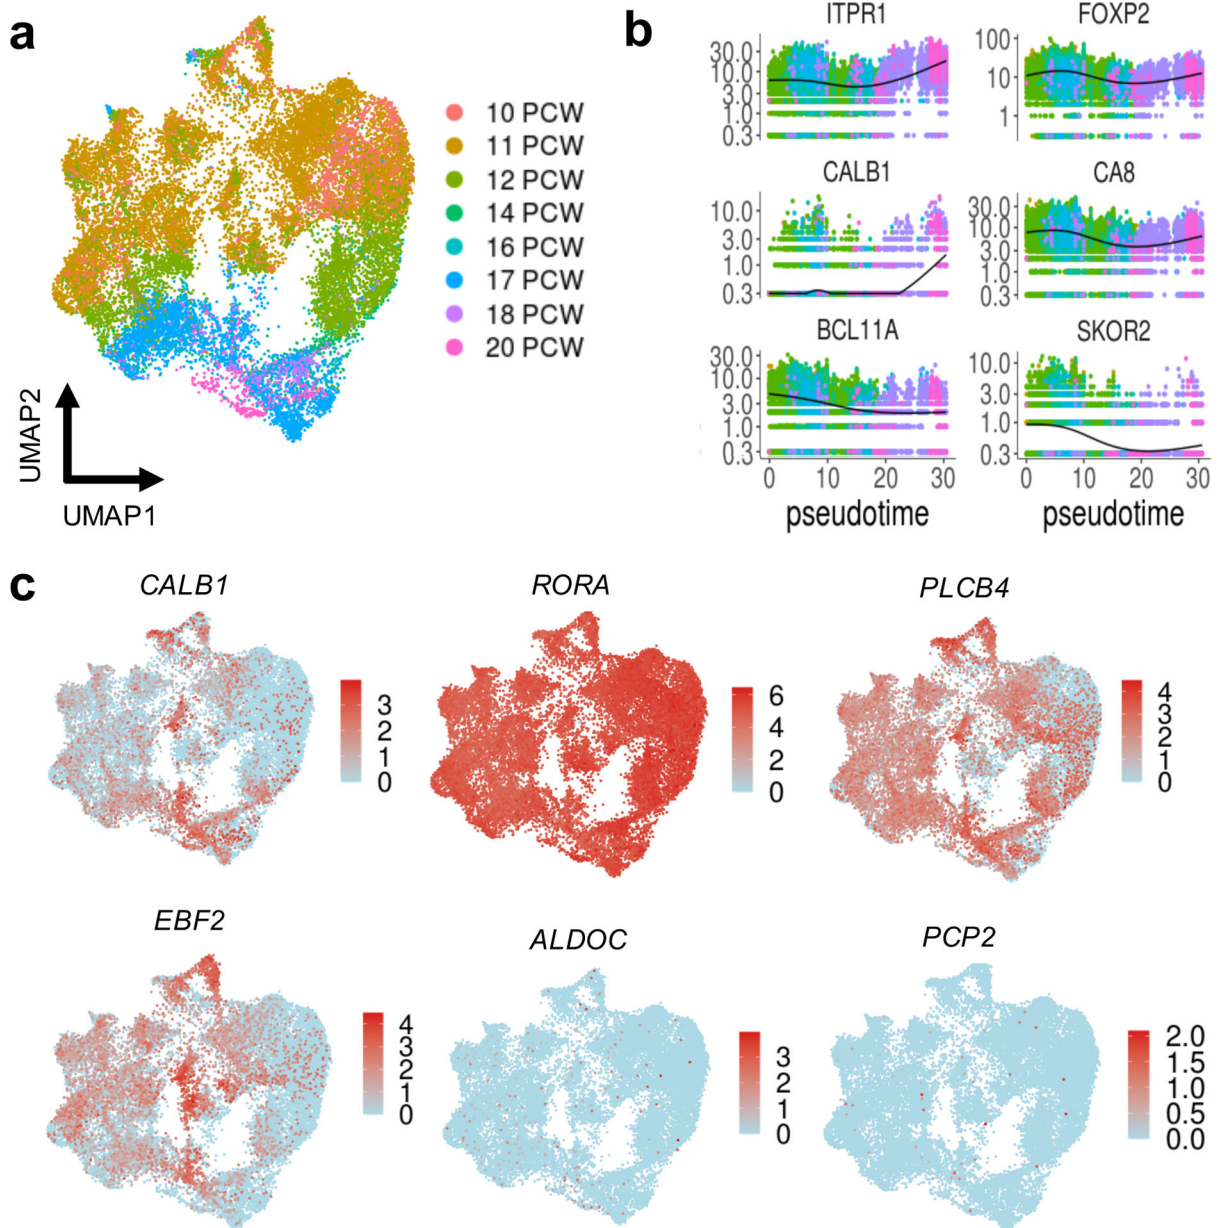 a
10 PCW
11 PCW
12 PCW
14 PCW
16 PCW
17 PCW
18 PCW
20 PCW
UMAP2
UMAP1
b
ITPR1
30.0
10.0
3.0
1.0
0.3
FOXP2
100
10
1
CALB1
10.0
3.0
1.0
0.3
CA8
30.0
10.0
3.0
1.0
0.3
BCL11A
30.0
10.0
3.0
1.0
0.3
0 10 20 30
pseudotime
SKOR2
10.0
3.0
1.0
0.3
0 10 20 30
pseudotime
c
CALB1
3
2
1
0
RORA
6
4
2
0
PLCB4
4
3
2
1
0
EBF2
4
3
2
1
0
ALDOC
3
2
1
0
PCP2
2.0
1.5
1.0
0.5
0.0